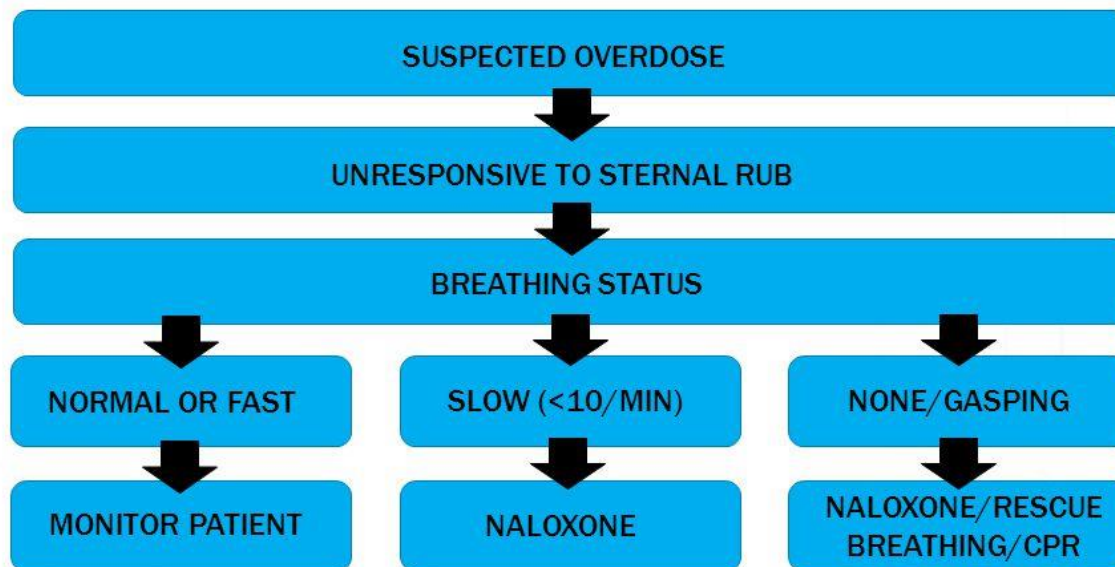 SUSPECTED OVERDOSE
UNRESPONSIVE TO STERNAL RUB
BREATHING STATUS
NORMAL OR FAST
SLOW (<10/MIN)
NONE/GASPING
MONITOR PATIENT
NALOXONE
NALOXONE/RESCUE
BREATHING/CPR